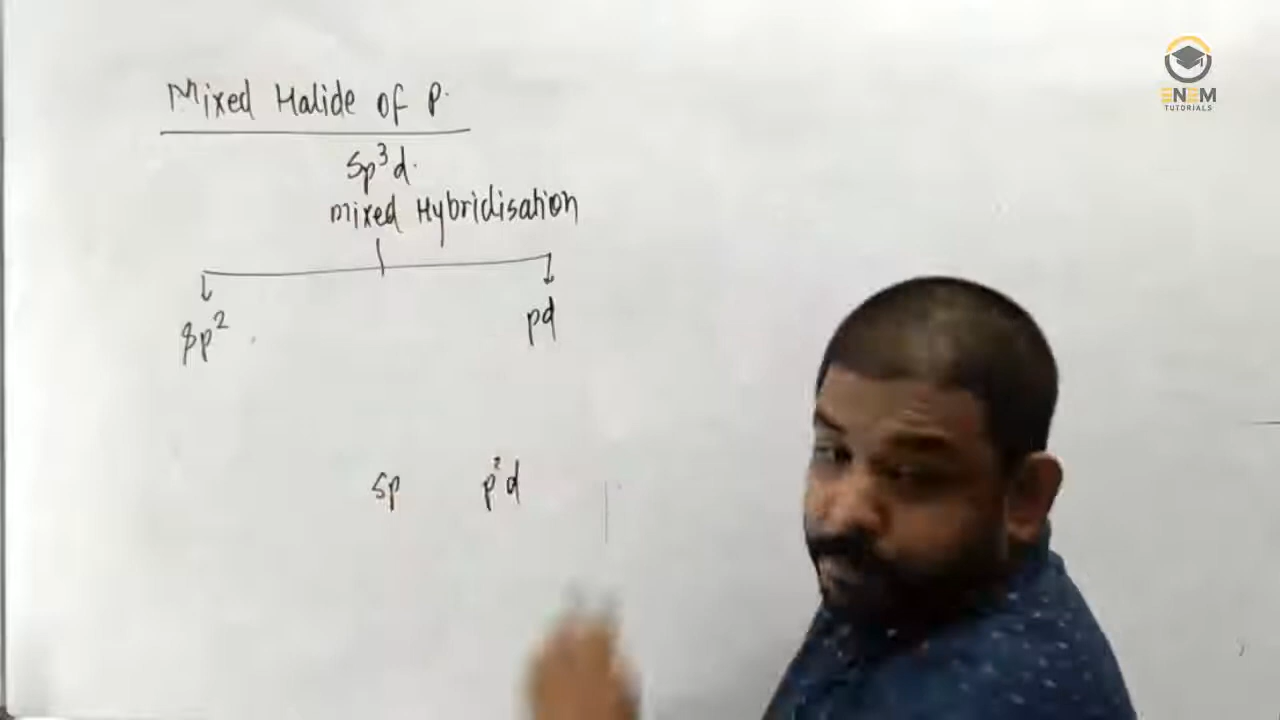 Mixed Halide of P.
sp³d.
Mixed Hybridisation
sp² pd
sp p²d
ENEM
TUTORIALS